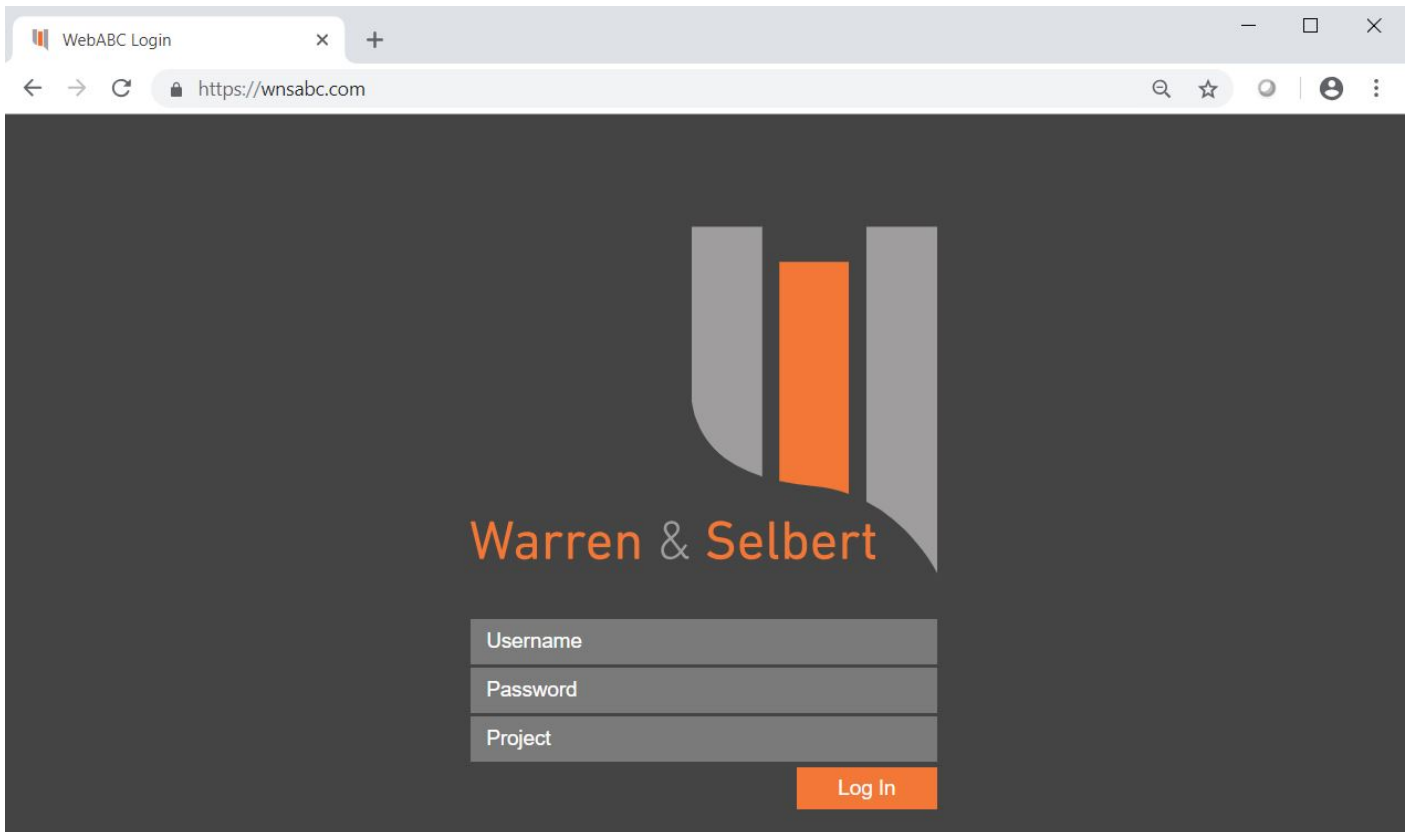 WebABC Login
https://wnsabc.com
Warren & Selbert
Username
Password
Project
Log In